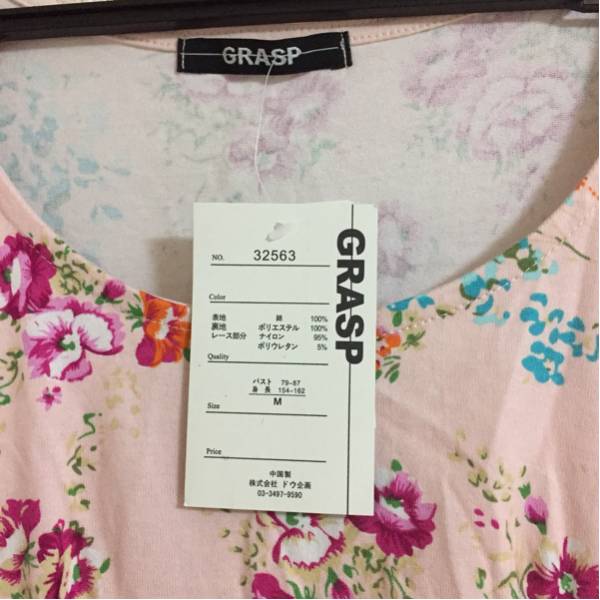 GRASP
GRASP
NO. 32563
Color
表地 綿 100%
裏地 ポリエステル 100%
レース部分 ナイロン 95%
ポリウレタン 5%
Quality
バスト 79-87
身長 154-162
Size M
Price
中国製
株式会社 ドウ企画
03-3497-9590